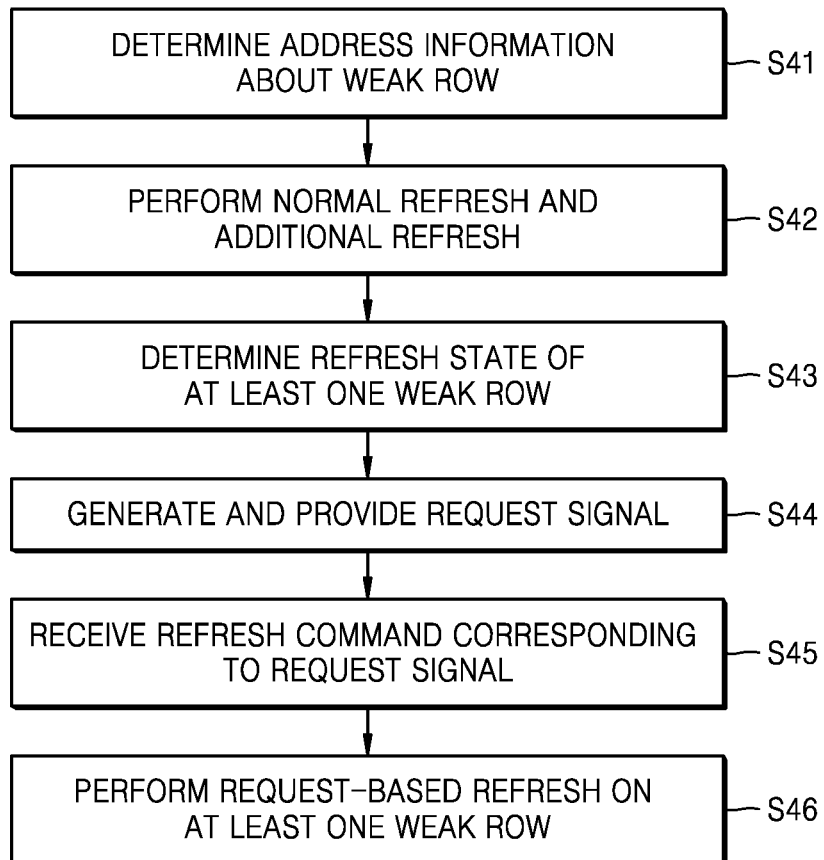 DETERMINE ADDRESS INFORMATION
ABOUT WEAK ROW
S41
PERFORM NORMAL REFRESH AND
ADDITIONAL REFRESH
S42
DETERMINE REFRESH STATE OF
AT LEAST ONE WEAK ROW
S43
GENERATE AND PROVIDE REQUEST SIGNAL
S44
RECEIVE REFRESH COMMAND CORRESPONDING
TO REQUEST SIGNAL
S45
PERFORM REQUEST-BASED REFRESH ON
AT LEAST ONE WEAK ROW
S46